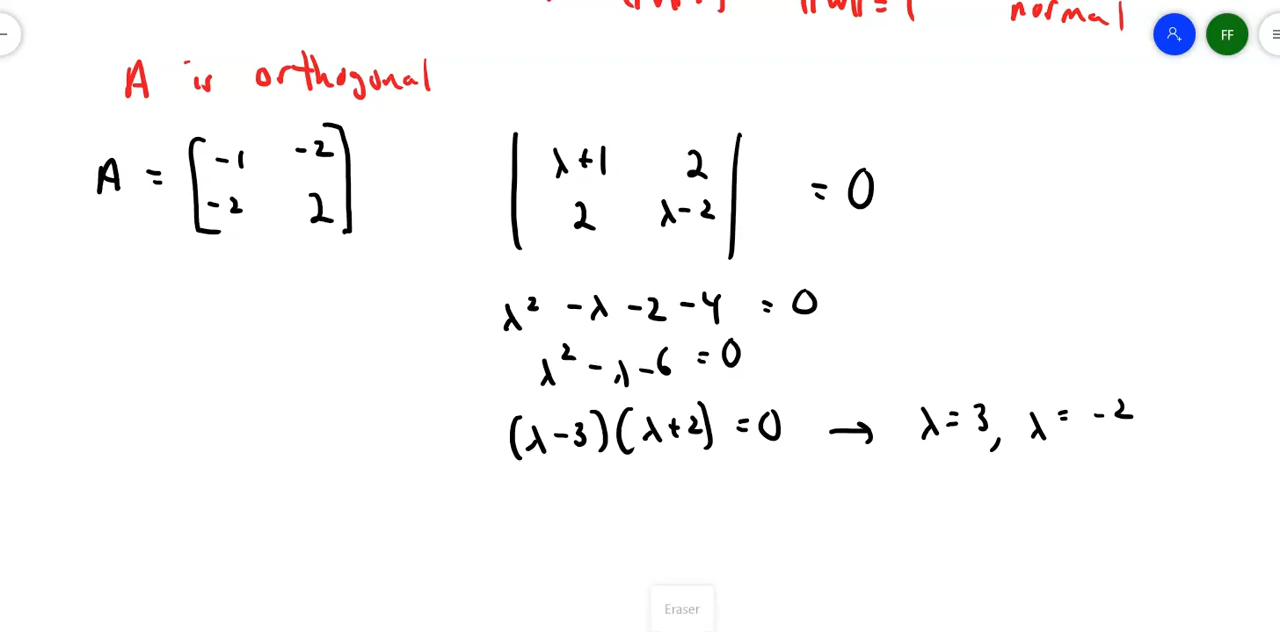 ||w|| = 1 normal
FF
A is orthogonal
A = [ -1 -2 ; -2 2 ] | λ+1 2 ; 2 λ-2 | = 0
λ² - λ - 2 - 4 = 0
λ² - λ - 6 = 0
(λ-3)(λ+2) = 0 → λ = 3, λ = -2
Eraser